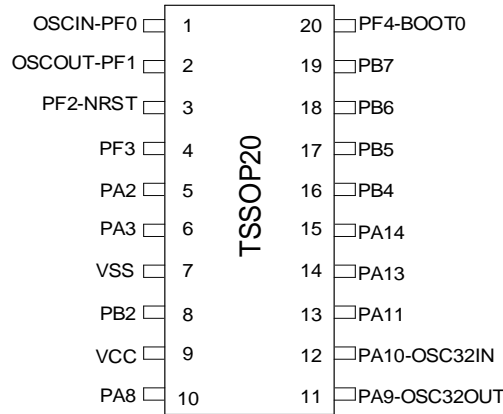 OSCIN-PF0 1 20 PF4-BOOT0
OSCOUT-PF1 2 19 PB7
PF2-NRST 3 18 PB6
PF3 4 17 PB5
PA2 5 16 PB4
PA3 6 15 PA14
VSS 7 14 PA13
PB2 8 13 PA11
VCC 9 12 PA10-OSC32IN
PA8 10 11 PA9-OSC32OUT
TSSOP20